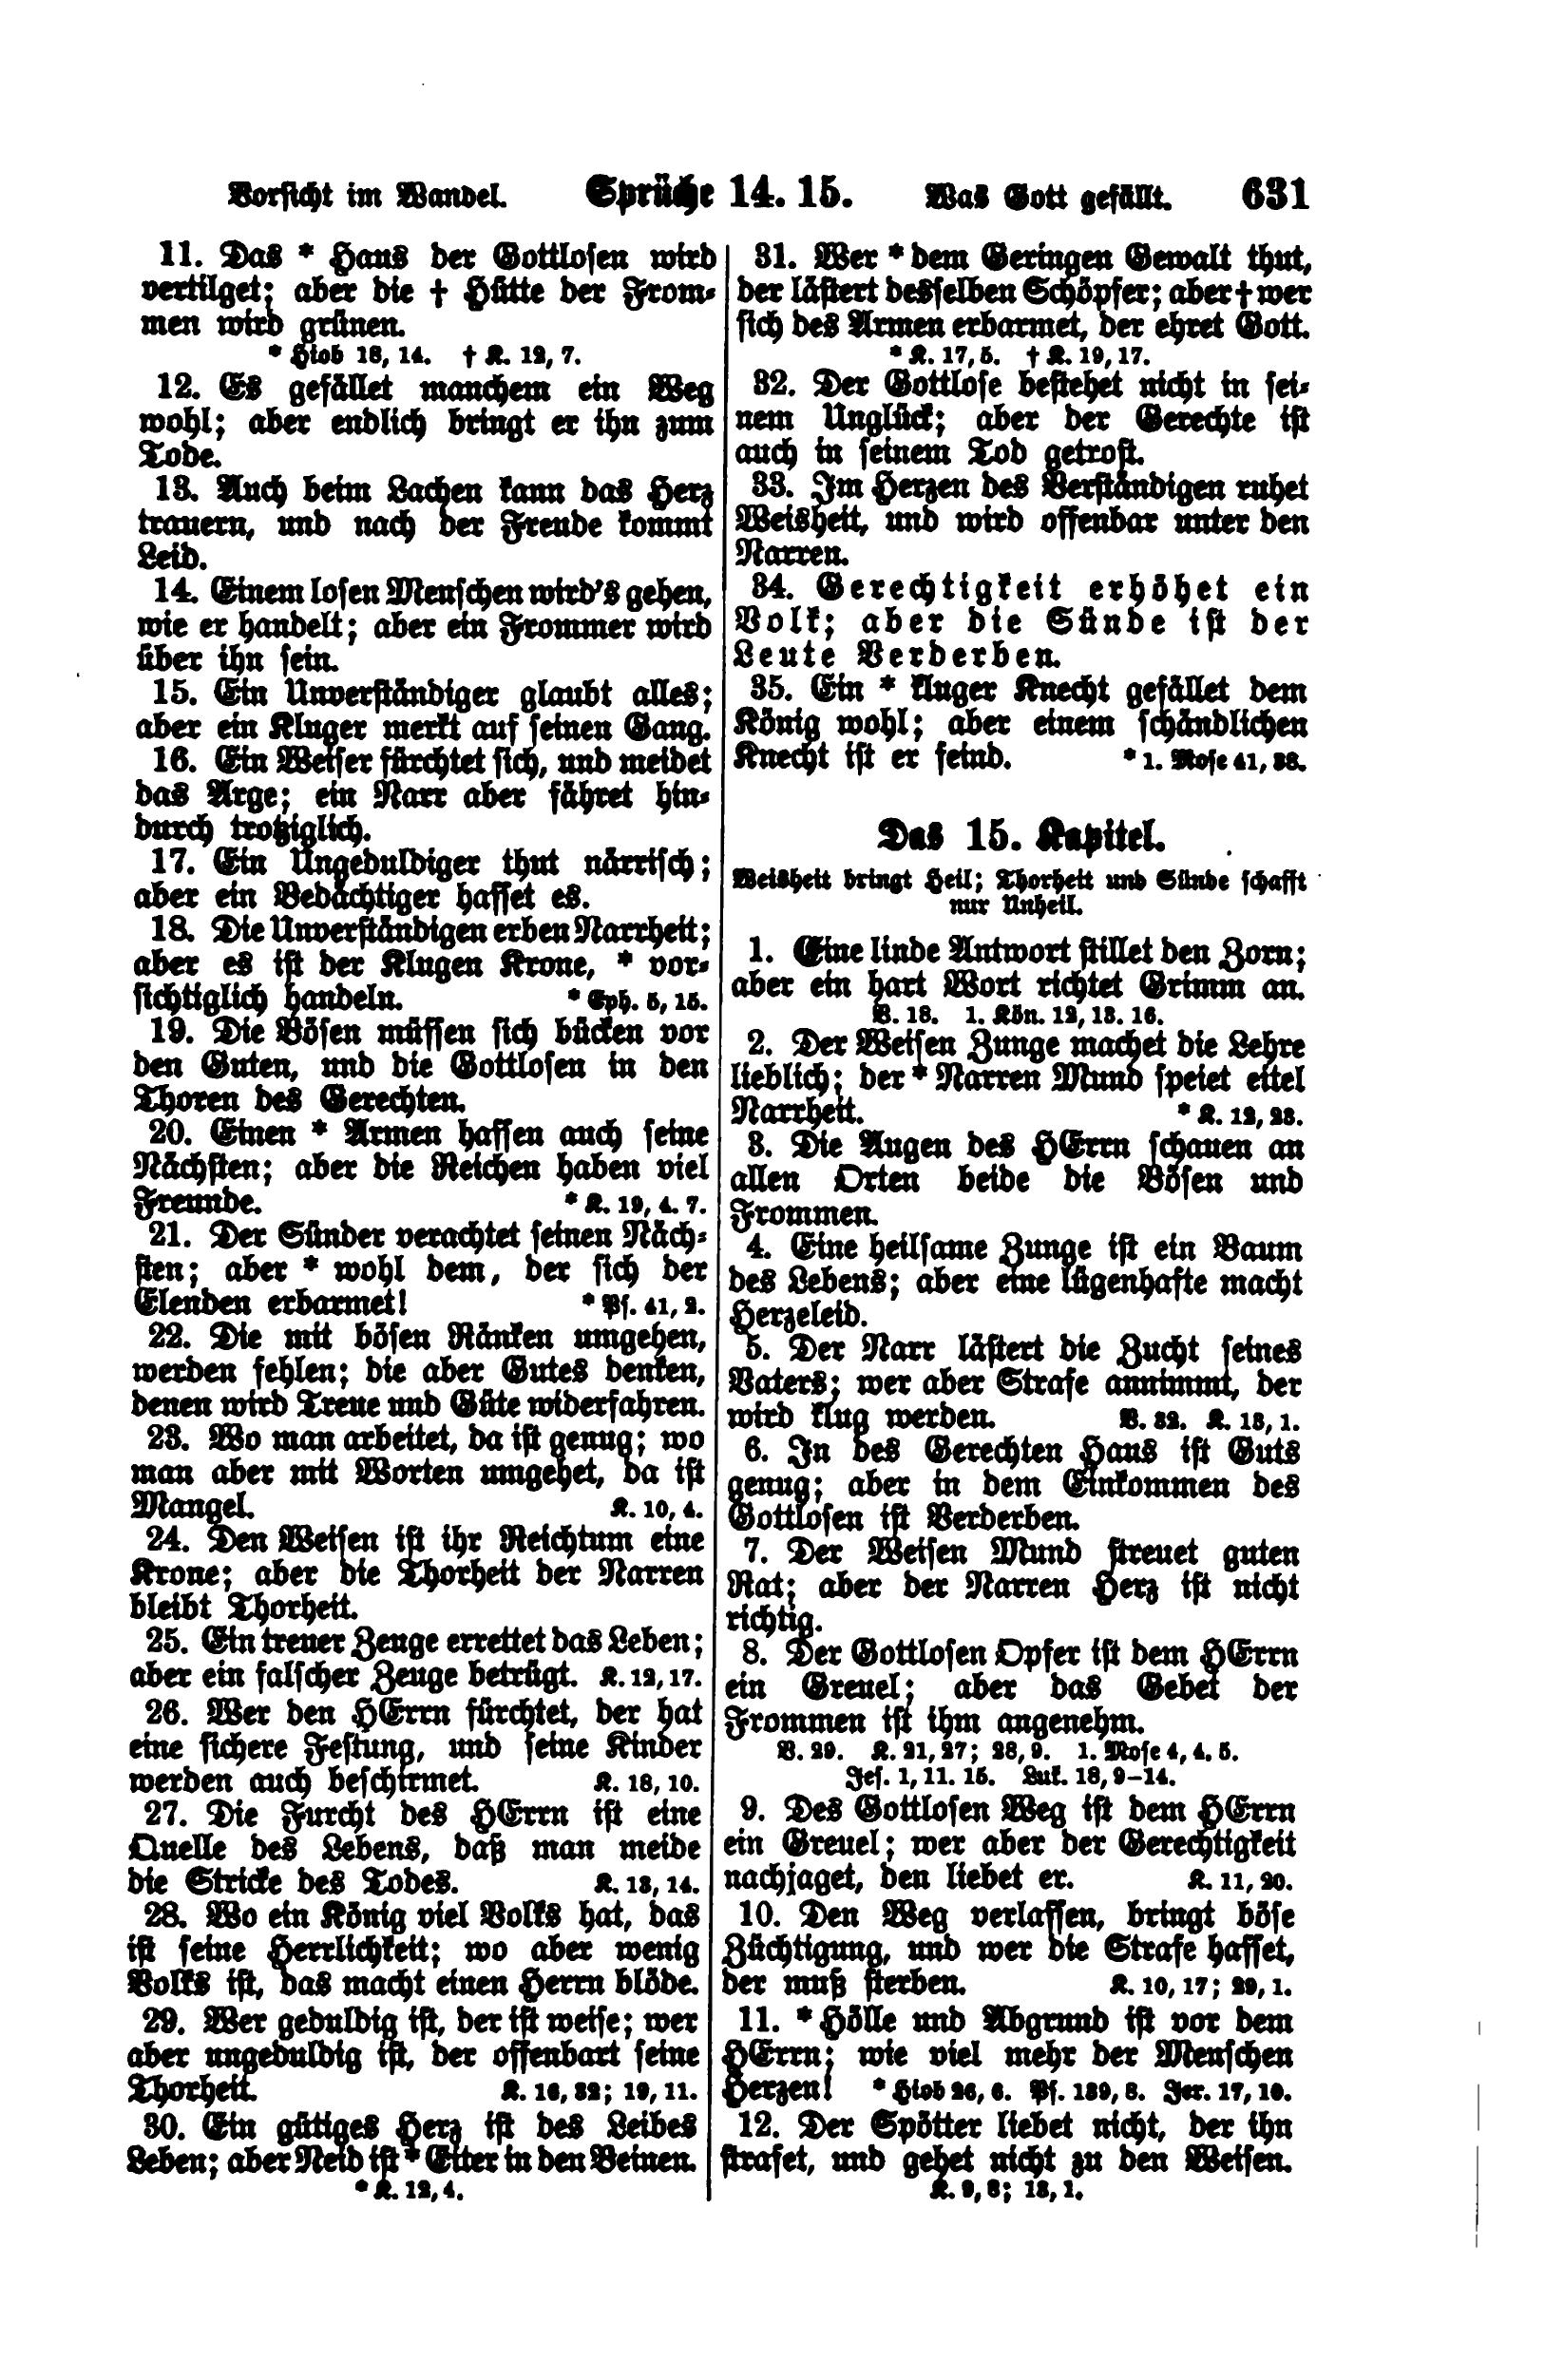 Vorsicht im Wandel. Sprüche 14. 15. Was Gott gefällt. 631
11. Das * Haus der Gottlosen wird
vertilget; aber die † Hütte der From-
men wird grünen.
* Hiob 18, 14. † K. 12, 7.
12. Es gefället manchem ein Weg
wohl; aber endlich bringt er ihn zum
Tode.
13. Auch beim Lachen kann das Herz
trauern, und nach der Freude kommt
Leid.
14. Einem losen Menschen wird's gehen,
wie er handelt; aber ein Frommer wird
über ihn sein.
15. Ein Unverständiger glaubt alles;
aber ein Kluger merkt auf seinen Gang.
16. Ein Weiser fürchtet sich, und meidet
das Arge; ein Narr aber fähret hin-
durch trotziglich.
17. Ein Ungeduldiger thut närrisch;
aber ein Bedächtiger hasset es.
18. Die Unverständigen erben Narrheit;
aber es ist der Klugen Krone, * vor-
sichtiglich handeln. * Eph. 5, 15.
19. Die Bösen müssen sich bücken vor
den Guten, und die Gottlosen in den
Thoren des Gerechten.
20. Einen * Armen hassen auch seine
Nächsten; aber die Reichen haben viel
Freunde. * K. 19, 4. 7.
21. Der Sünder verachtet seinen Näch-
sten; aber * wohl dem, der sich der
Elenden erbarmet! * Ps. 41, 2.
22. Die mit bösen Ränken umgehen,
werden fehlen; die aber Gutes denken,
denen wird Treue und Güte widerfahren.
23. Wo man arbeitet, da ist genug; wo
man aber mit Worten umgehet, da ist
Mangel. K. 10, 4.
24. Den Weisen ist ihr Reichtum eine
Krone; aber die Thorheit der Narren
bleibt Thorheit.
25. Ein treuer Zeuge errettet das Leben;
aber ein falscher Zeuge betrügt. K. 12, 17.
26. Wer den HErrn fürchtet, der hat
eine sichere Festung, und seine Kinder
werden auch beschirmet. K. 18, 10.
27. Die Furcht des HErrn ist eine
Quelle des Lebens, daß man meide
die Stricke des Todes. K. 13, 14.
28. Wo ein König viel Volks hat, das
ist seine Herrlichkeit; wo aber wenig
Volks ist, das macht einen Herrn blöde.
29. Wer geduldig ist, der ist weise; wer
aber ungeduldig ist, der offenbart seine
Thorheit. K. 16, 32; 19, 11.
30. Ein gütiges Herz ist des Leibes
Leben; aber Neid ist * Eiter in den Beinen.
* K. 12, 4.
31. Wer * dem Geringen Gewalt thut,
der lästert desselben Schöpfer; aber † wer
sich des Armen erbarmet, der ehret Gott.
* K. 17, 5. † K. 19, 17.
32. Der Gottlose bestehet nicht in sei-
nem Unglück; aber der Gerechte ist
auch in seinem Tod getrost.
33. Im Herzen des Verständigen ruhet
Weisheit, und wird offenbar unter den
Narren.
34. Gerechtigkeit erhöhet ein
Volk; aber die Sünde ist der
Leute Verderben.
35. Ein * kluger Knecht gefället dem
König wohl; aber einem schändlichen
Knecht ist er feind. * 1. Mose 41, 38.
Das 15. Kapitel.
Weisheit bringt Heil; Thorheit und Sünde schafft
nur Unheil.
1. Eine linde Antwort stillet den Zorn;
aber ein hart Wort richtet Grimm an.
V. 18. 1. Kön. 12, 13. 16.
2. Der Weisen Zunge machet die Lehre
lieblich; der * Narren Mund speiet eitel
Narrheit. * K. 12, 23.
3. Die Augen des HErrn schauen an
allen Orten beide die Bösen und
Frommen.
4. Eine heilsame Zunge ist ein Baum
des Lebens; aber eine lügenhafte macht
Herzeleid.
5. Der Narr lästert die Zucht seines
Vaters; wer aber Strafe annimmt, der
wird klug werden. V. 32. K. 13, 1.
6. In des Gerechten Haus ist Guts
genug; aber in dem Einkommen des
Gottlosen ist Verderben.
7. Der Weisen Mund streuet guten
Rat; aber der Narren Herz ist nicht
richtig.
8. Der Gottlosen Opfer ist dem HErrn
ein Greuel; aber das Gebet der
Frommen ist ihm angenehm.
V. 29. K. 21, 27; 28, 9. 1. Mose 4, 4. 5.
Jes. 1, 11. 15. Luk. 18, 9-14.
9. Des Gottlosen Weg ist dem HErrn
ein Greuel; wer aber der Gerechtigkeit
nachjaget, den liebet er. K. 11, 20.
10. Den Weg verlassen, bringt böse
Züchtigung, und wer die Strafe hasset,
der muß sterben. K. 10, 17; 29, 1.
11. * Hölle und Abgrund ist vor dem
HErrn; wie viel mehr der Menschen
Herzen! * Hiob 26, 6. Ps. 139, 8. Jer. 17, 10.
12. Der Spötter liebet nicht, der ihn
strafet, und gehet nicht zu den Weisen.
K. 9, 8; 13, 1.